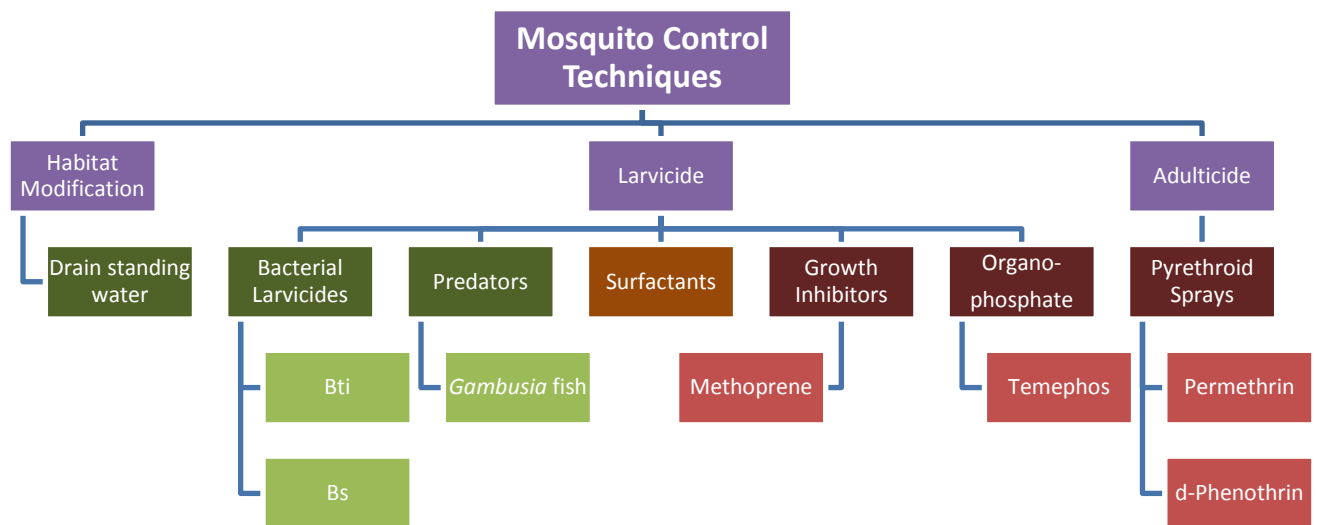 Mosquito Control
Techniques
Habitat
Modification
Larvicide
Adulticide
Drain standing
water
Bacterial
Larvicides
Predators
Surfactants
Growth
Inhibitors
Organo-
phosphate
Pyrethroid
Sprays
Bti
Gambusia fish
Methoprene
Temephos
Permethrin
Bs
d-Phenothrin